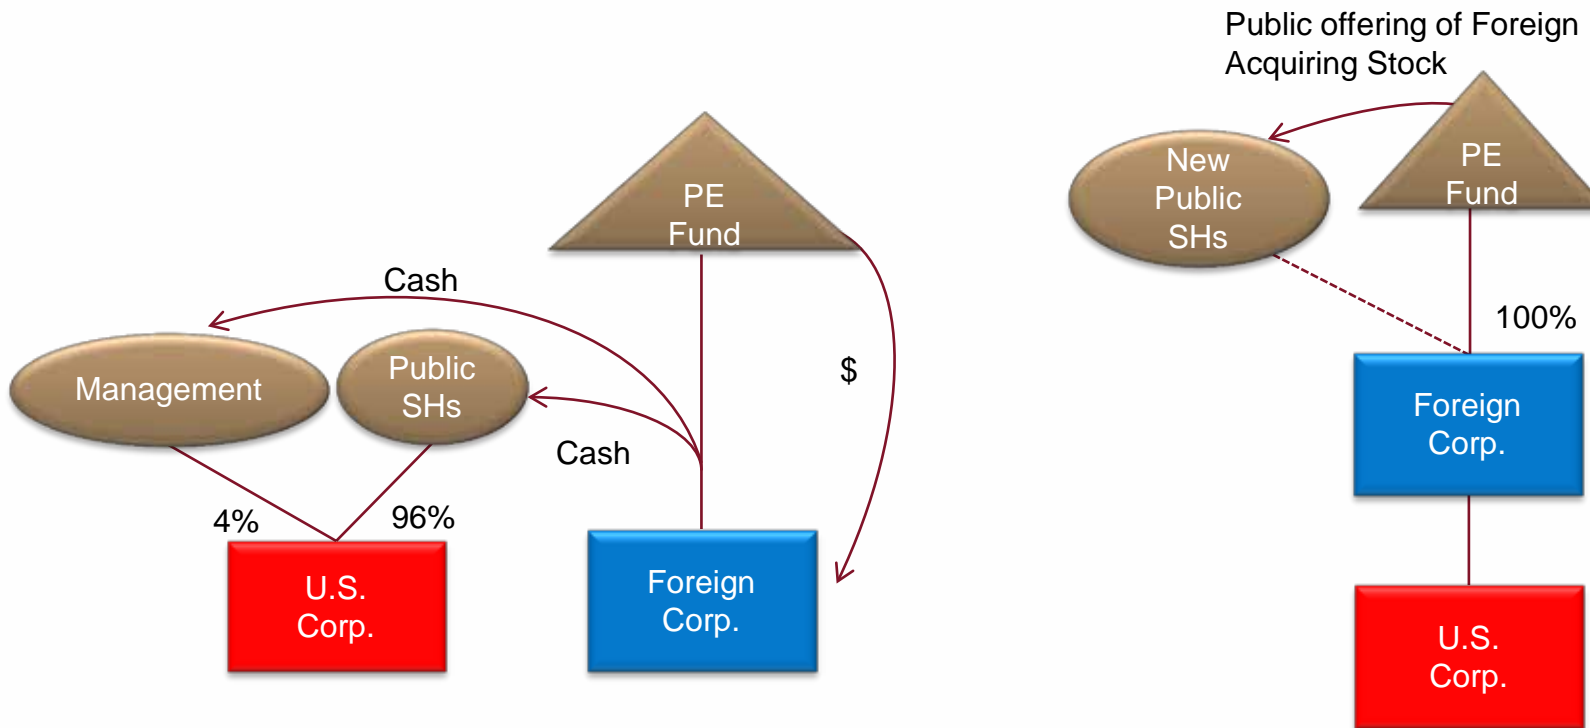 PE
Fund
Cash
Management
Public
SHs
Cash
$
4%
96%
U.S.
Corp.
Foreign
Corp.
Public offering of Foreign
Acquiring Stock
New
Public
SHs
PE
Fund
100%
Foreign
Corp.
U.S.
Corp.